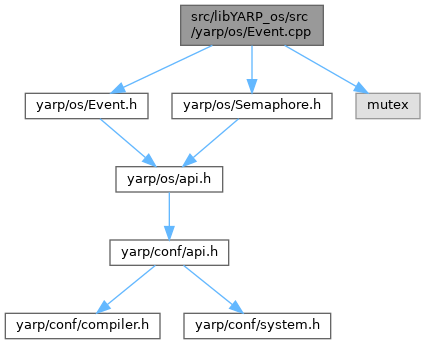 src/libYARP_os/src
/yarp/os/Event.cpp
yarp/os/Event.h
yarp/os/Semaphore.h
mutex
yarp/os/api.h
yarp/conf/api.h
yarp/conf/compiler.h
yarp/conf/system.h